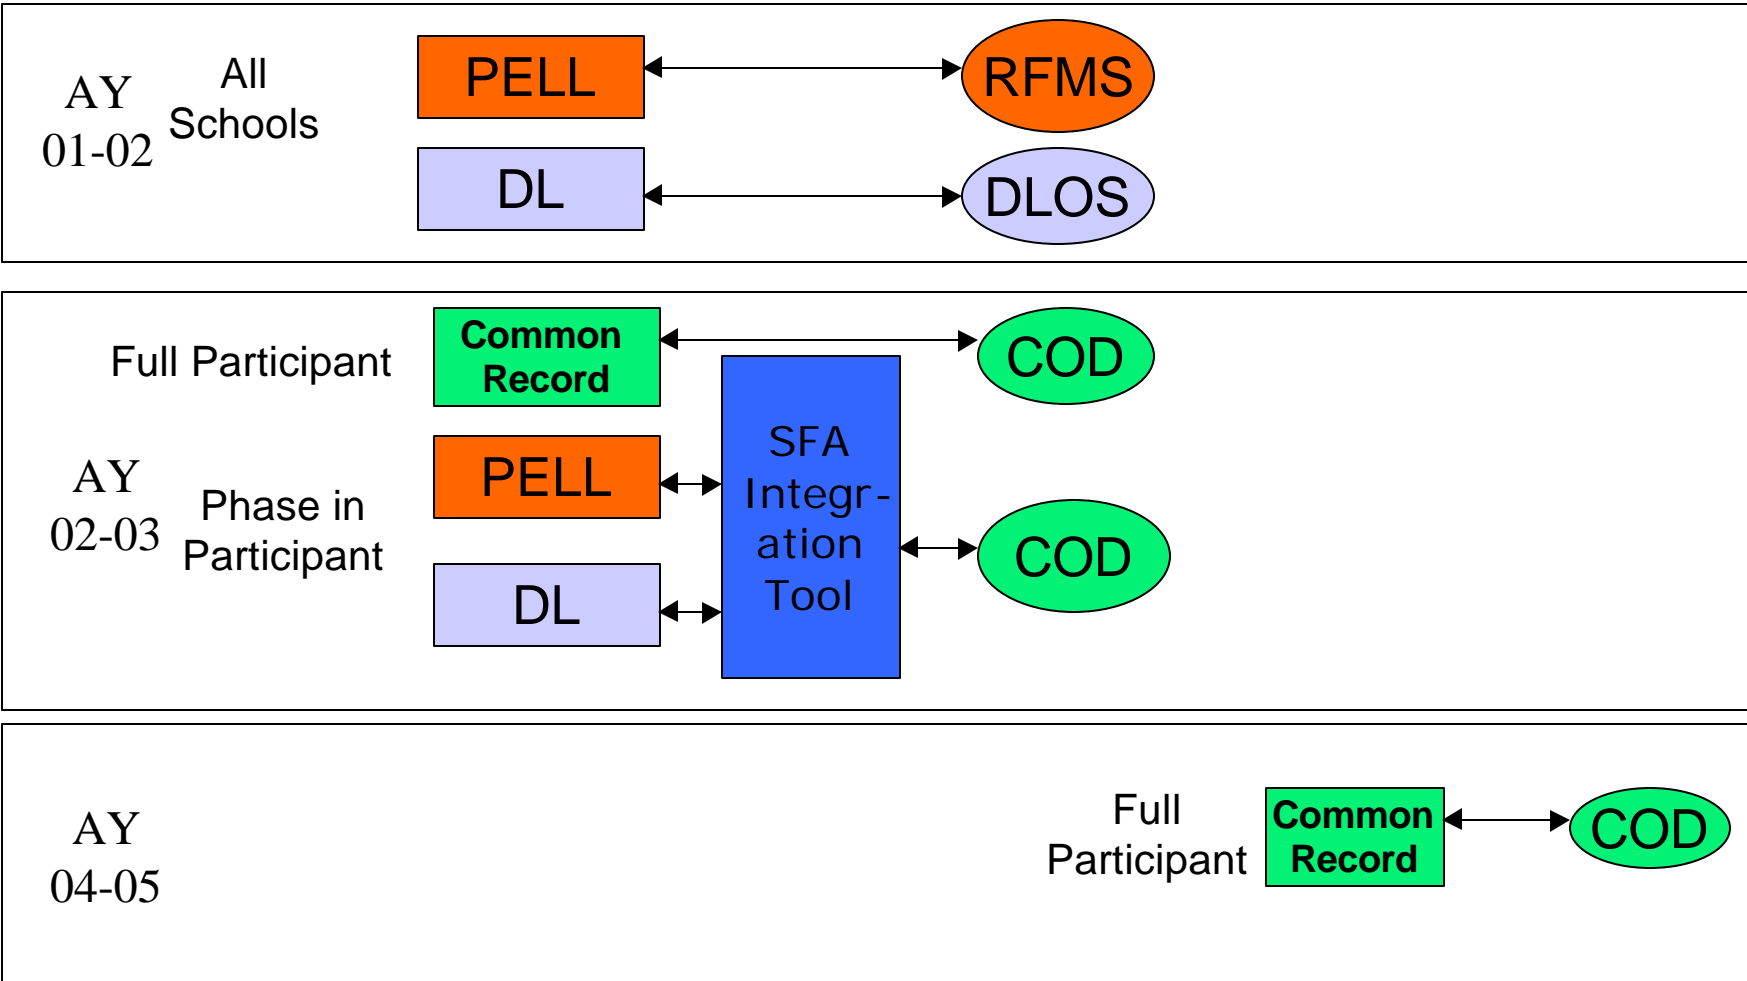 AY
01-02
All
Schools
PELL
RFMS
DL
DLOS
Full Participant
Common
Record
COD
AY
02-03
Phase in
Participant
PELL
DL
SFA
Integr-
ation
Tool
COD
AY
04-05
Full
Participant
Common
Record
COD